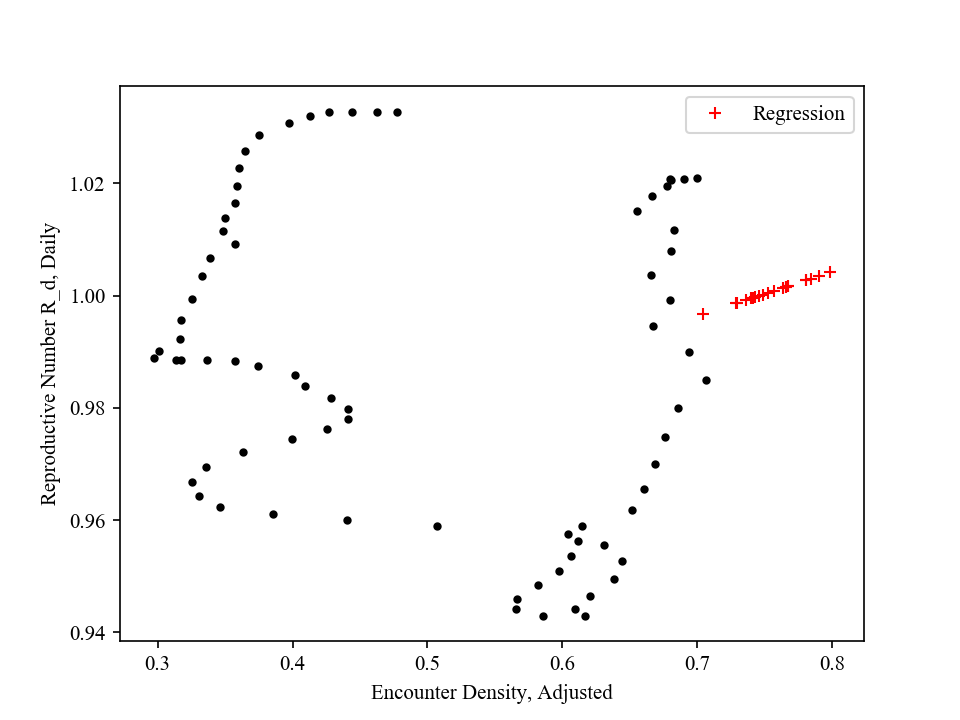 Regression
1.02
1.00
0.98
0.96
0.94
Reproductive Number R_d, Daily
0.3 0.4 0.5 0.6 0.7 0.8
Encounter Density, Adjusted